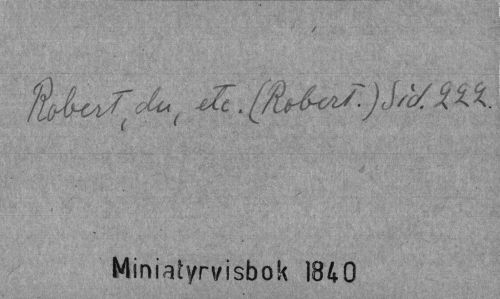 Robert, du, etc. (Robert.) Sid. 222.
Miniatyrvisbok 1840